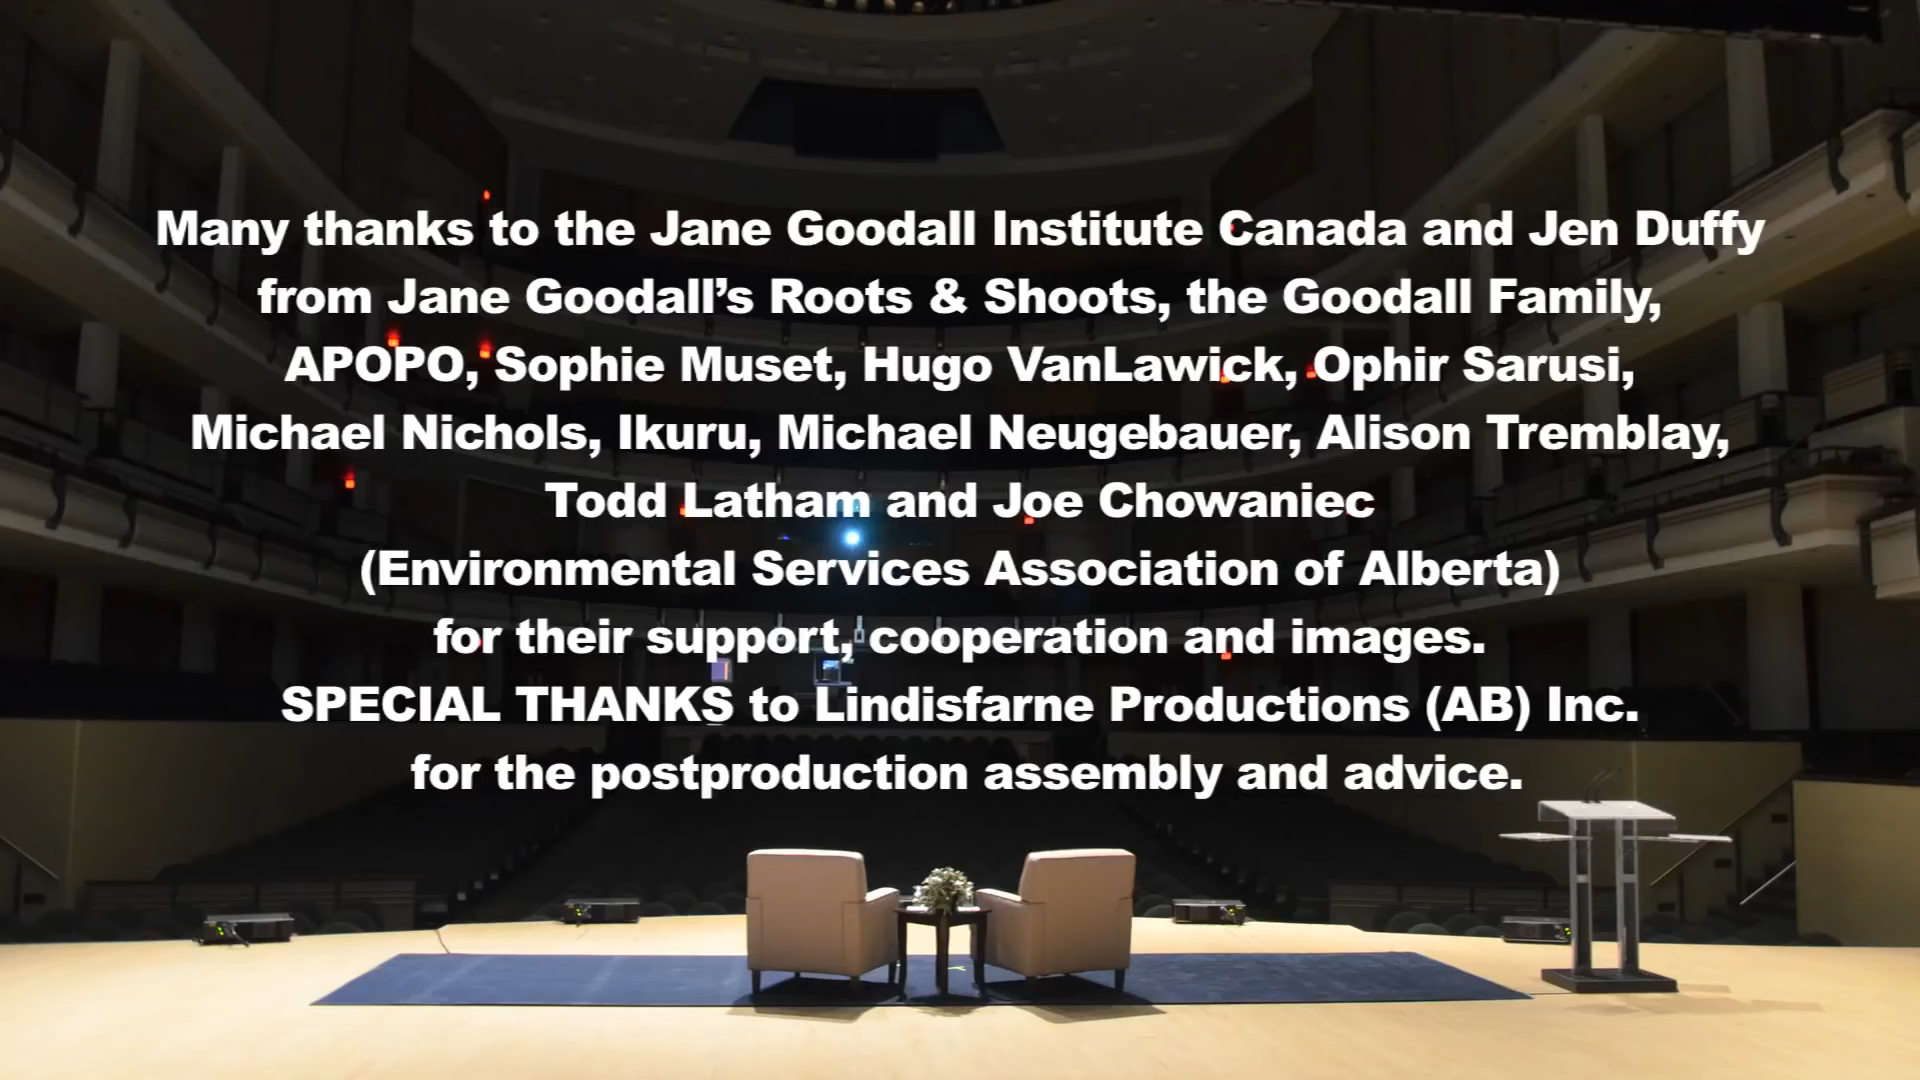 Many thanks to the Jane Goodall Institute Canada and Jen Duffy
from Jane Goodall’s Roots & Shoots, the Goodall Family,
APOPO, Sophie Muset, Hugo VanLawick, Ophir Sarusi,
Michael Nichols, Ikuru, Michael Neugebauer, Alison Tremblay,
Todd Latham and Joe Chowaniec
(Environmental Services Association of Alberta)
for their support, cooperation and images.
SPECIAL THANKS to Lindisfarne Productions (AB) Inc.
for the postproduction assembly and advice.